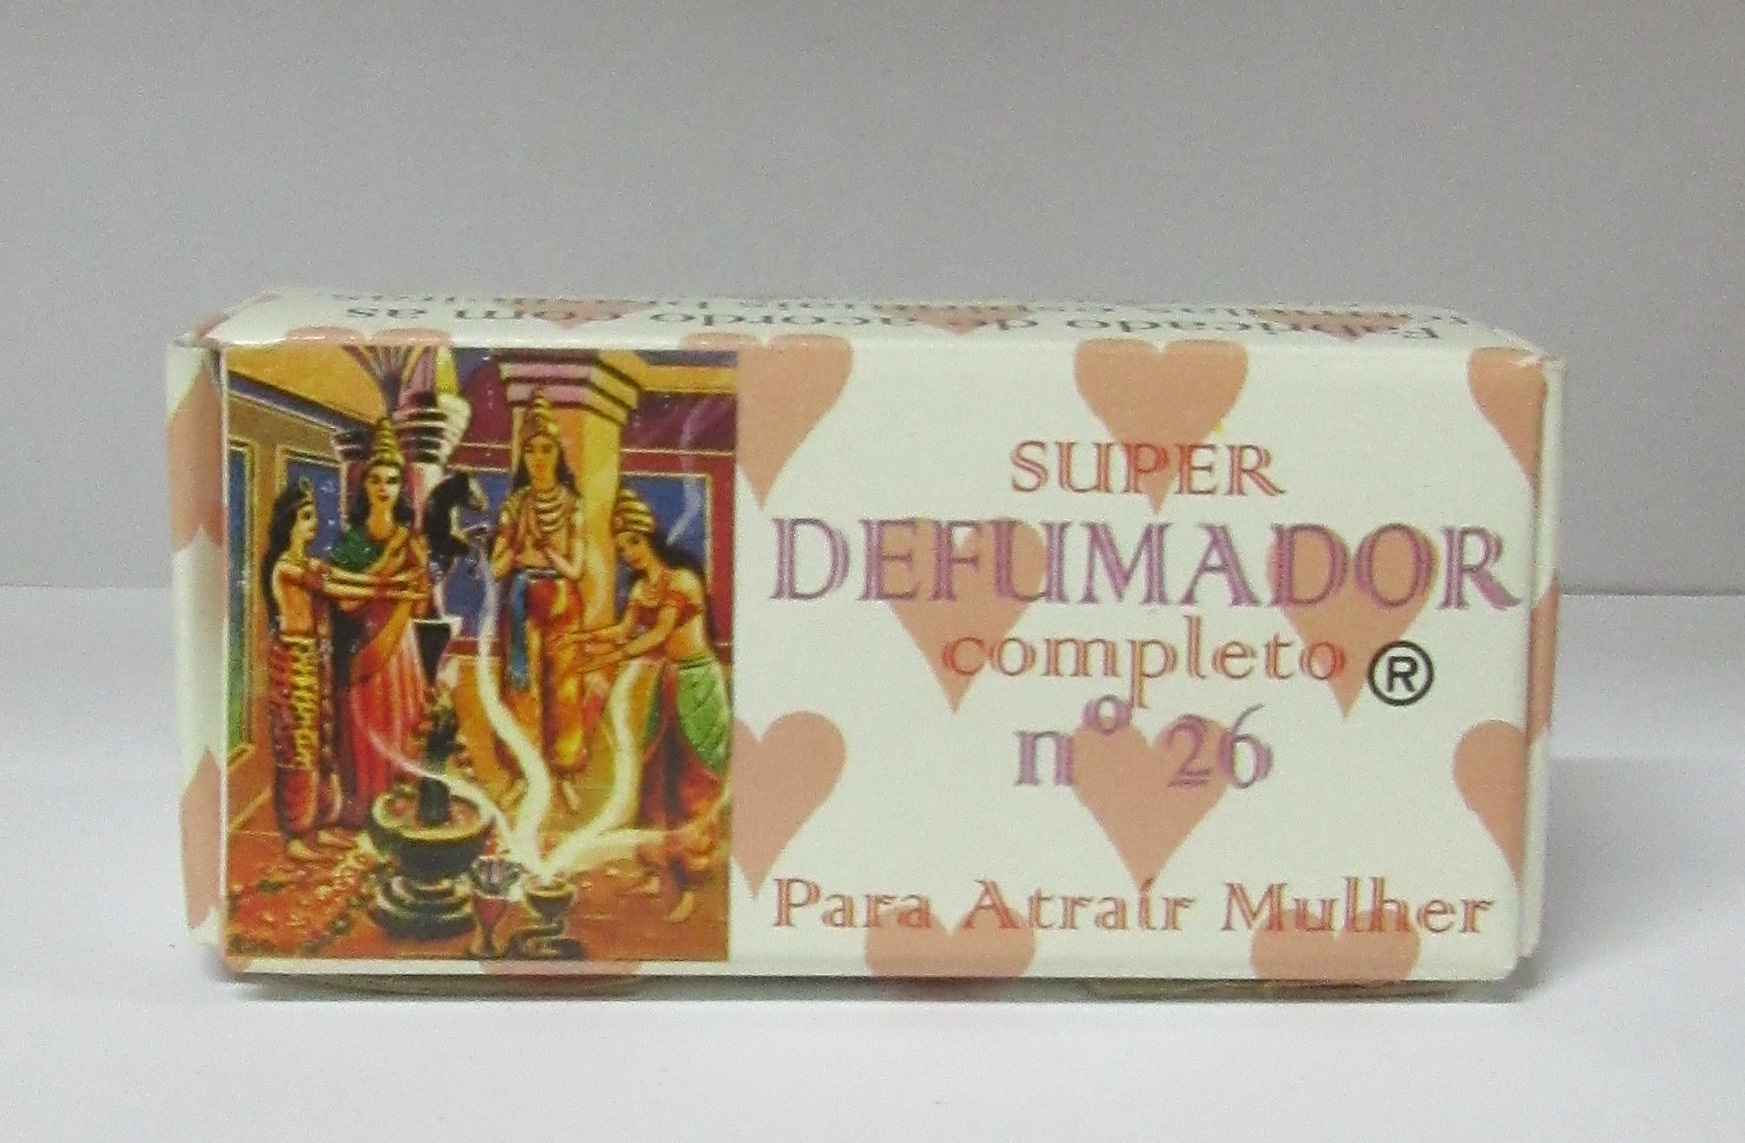 Fabricado de acordo com as
SUPER
DEFUMADOR
completo ®
nº 26
Para Atrair Mulher